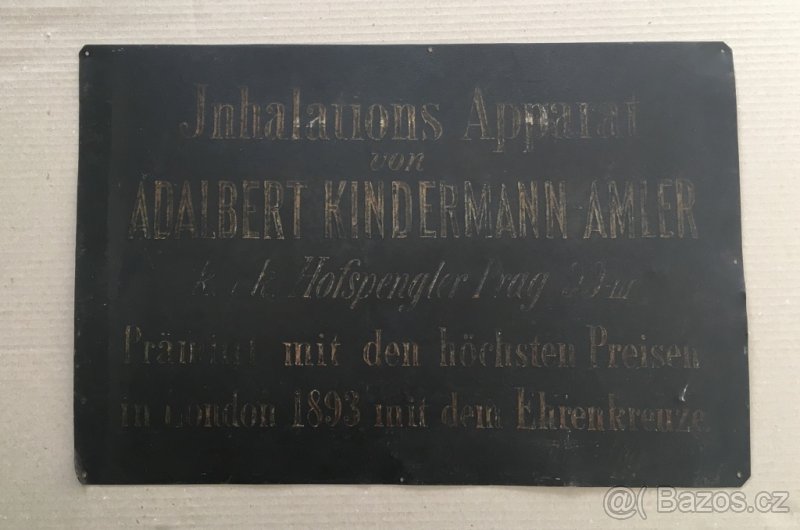 Jnhalations Apparat
von
ADALBERT KINDERMANN AMLER
k. k. Hofspengler Prag
Prämiirt mit den höchsten Preisen
in London 1893 mit dem Ehrenkreuze
@( Bazos.cz